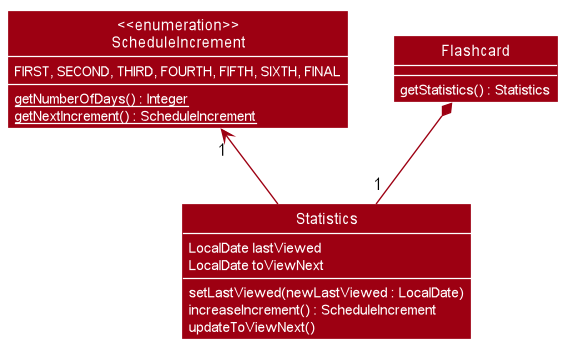 <<enumeration>>
ScheduleIncrement
FIRST, SECOND, THIRD, FOURTH, FIFTH, SIXTH, FINAL
getNumberOfDays() : Integer
getNextIncrement() : ScheduleIncrement
Flashcard
getStatistics() : Statistics
1
1
Statistics
LocalDate lastViewed
LocalDate toViewNext
setLastViewed(newLastViewed : LocalDate)
increaseIncrement() : ScheduleIncrement
updateToViewNext()